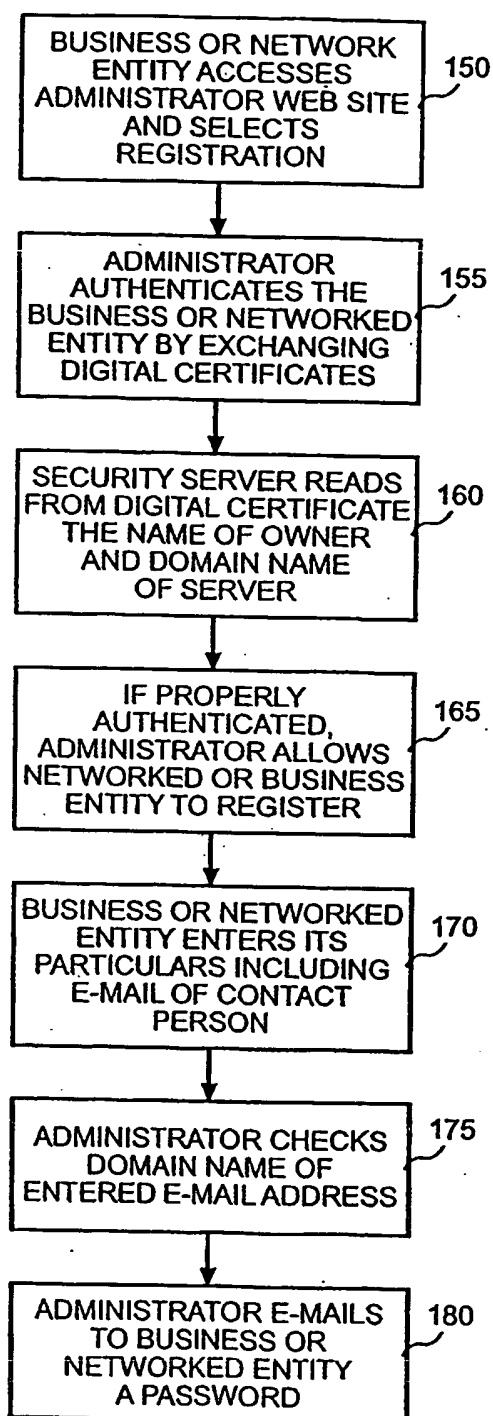 BUSINESS OR NETWORK
ENTITY ACCESSES
ADMINISTRATOR WEB SITE
AND SELECTS
REGISTRATION
150
ADMINISTRATOR
AUTHENTICATES THE
BUSINESS OR NETWORKED
ENTITY BY EXCHANGING
DIGITAL CERTIFICATES
155
SECURITY SERVER READS
FROM DIGITAL CERTIFICATE
THE NAME OF OWNER
AND DOMAIN NAME
OF SERVER
160
IF PROPERLY
AUTHENTICATED,
ADMINISTRATOR ALLOWS
NETWORKED OR BUSINESS
ENTITY TO REGISTER
165
BUSINESS OR NETWORKED
ENTITY ENTERS ITS
PARTICULARS INCLUDING
E-MAIL OF CONTACT
PERSON
170
ADMINISTRATOR CHECKS
DOMAIN NAME OF
ENTERED E-MAIL ADDRESS
175
ADMINISTRATOR E-MAILS
TO BUSINESS OR
NETWORKED ENTITY
A PASSWORD
180